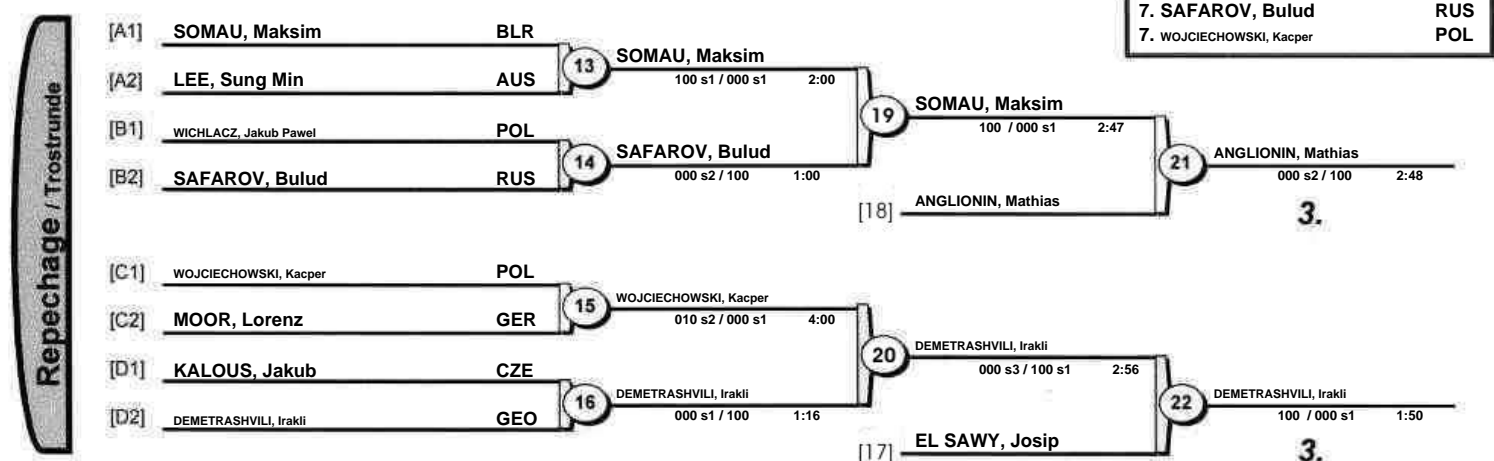 7. SAFAROV, Bulud RUS
7. WOJCIECHOWSKI, Kacper POL
Repechage / Trostrunde
[A1] SOMAU, Maksim BLR
[A2] LEE, Sung Min AUS
13 SOMAU, Maksim
100 s1 / 000 s1 2:00
[B1] WICHLACZ, Jakub Pawel POL
[B2] SAFAROV, Bulud RUS
14 SAFAROV, Bulud
000 s2 / 100 1:00
19 SOMAU, Maksim
100 / 000 s1 2:47
[18] ANGLIONIN, Mathias
21 ANGLIONIN, Mathias
000 s2 / 100 2:48
3.
[C1] WOJCIECHOWSKI, Kacper POL
[C2] MOOR, Lorenz GER
15 WOJCIECHOWSKI, Kacper
010 s2 / 000 s1 4:00
[D1] KALOUS, Jakub CZE
[D2] DEMETRASHVILI, Irakli GEO
16 DEMETRASHVILI, Irakli
000 s1 / 100 1:16
20 DEMETRASHVILI, Irakli
000 s3 / 100 s1 2:56
[17] EL SAWY, Josip
22 DEMETRASHVILI, Irakli
100 / 000 s1 1:50
3.